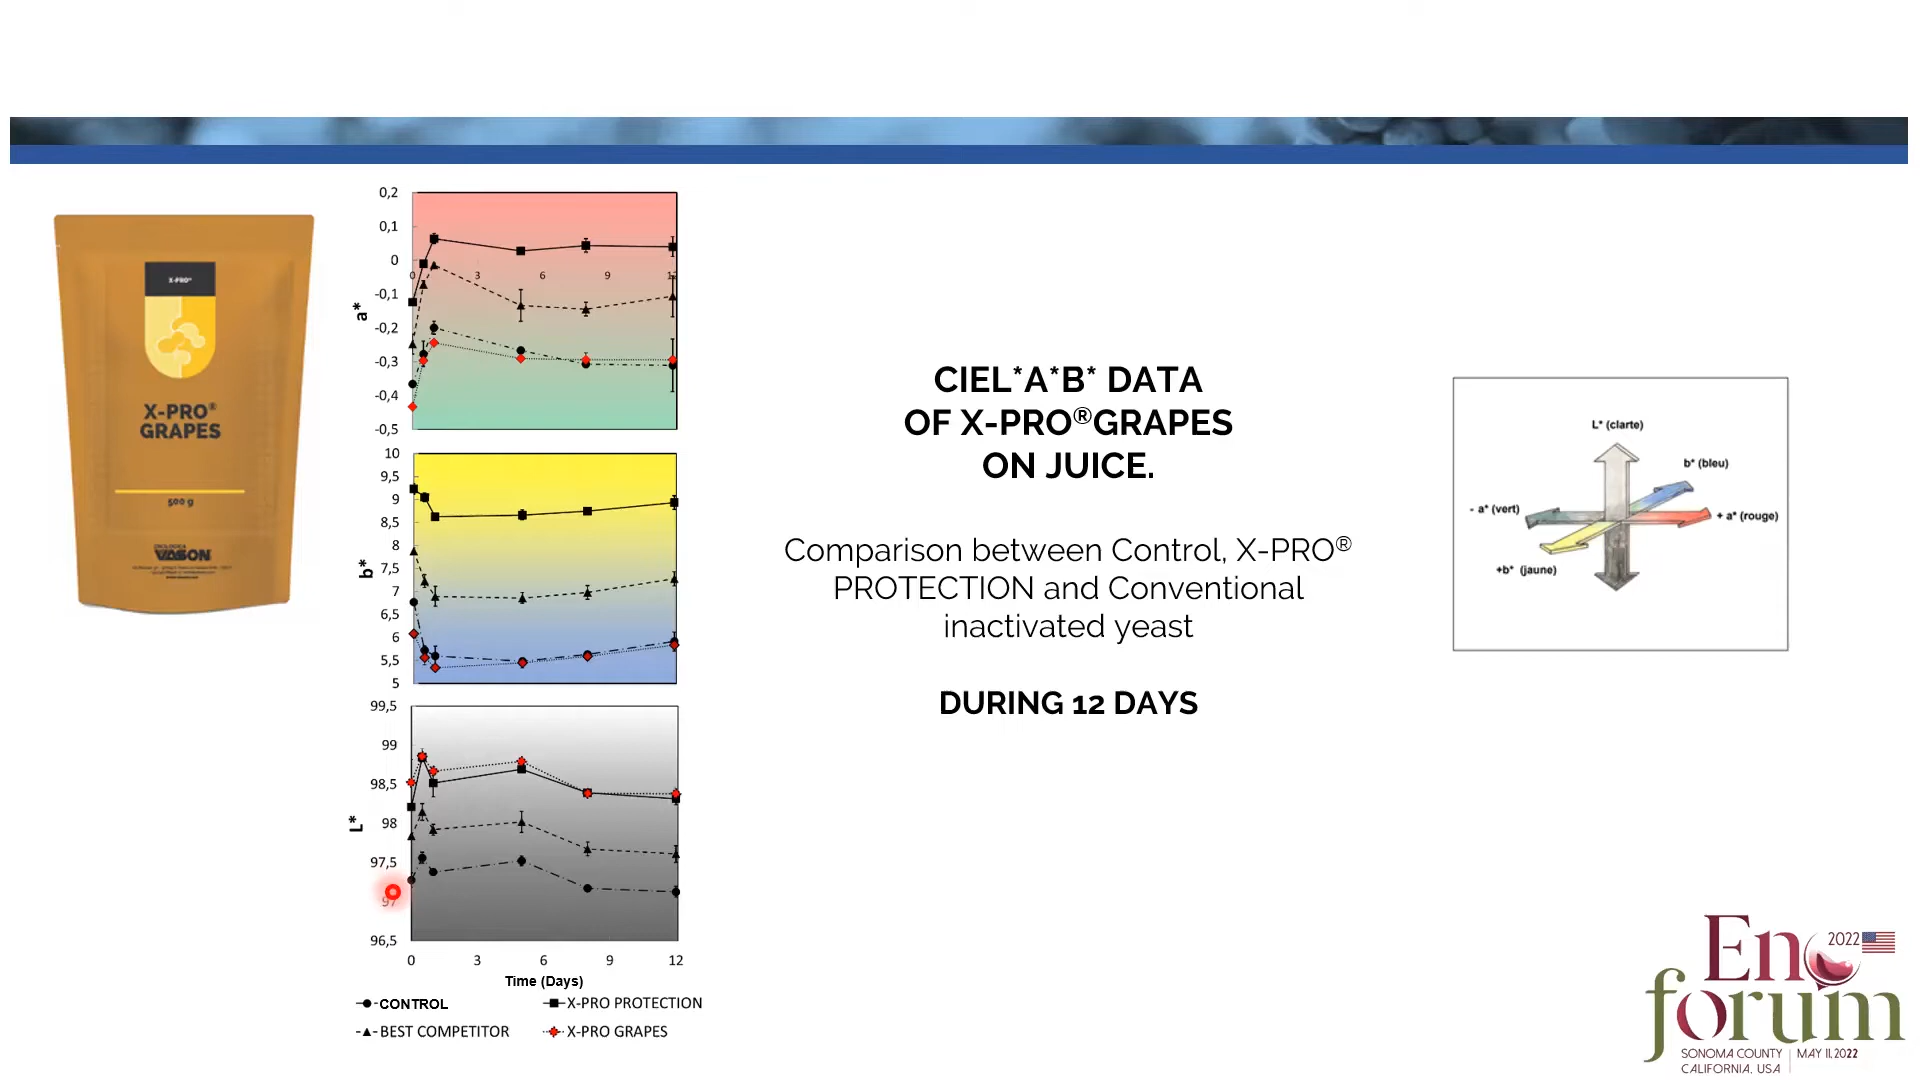 X-PRO®
X-PRO®
GRAPES
500 g
VASON
a*
0,2
0,1
0
-0,1
-0,2
-0,3
-0,4
-0,5
0 3 6 9 12
b*
10
9,5
9
8,5
8
7,5
7
6,5
6
5,5
5
L*
99,5
99
98,5
98
97,5
97
96,5
0 3 6 9 12
Time (Days)
CONTROL X-PRO PROTECTION
BEST COMPETITOR X-PRO GRAPES
CIEL*A*B* DATA
OF X-PRO®GRAPES
ON JUICE.
Comparison between Control, X-PRO®
PROTECTION and Conventional
inactivated yeast
DURING 12 DAYS
L* (clarte)
b* (bleu)
- a* (vert)
+ a* (rouge)
+b* (jaune)
Eno 2022
forum
SONOMA COUNTY | MAY 11, 2022
CALIFORNIA, USA